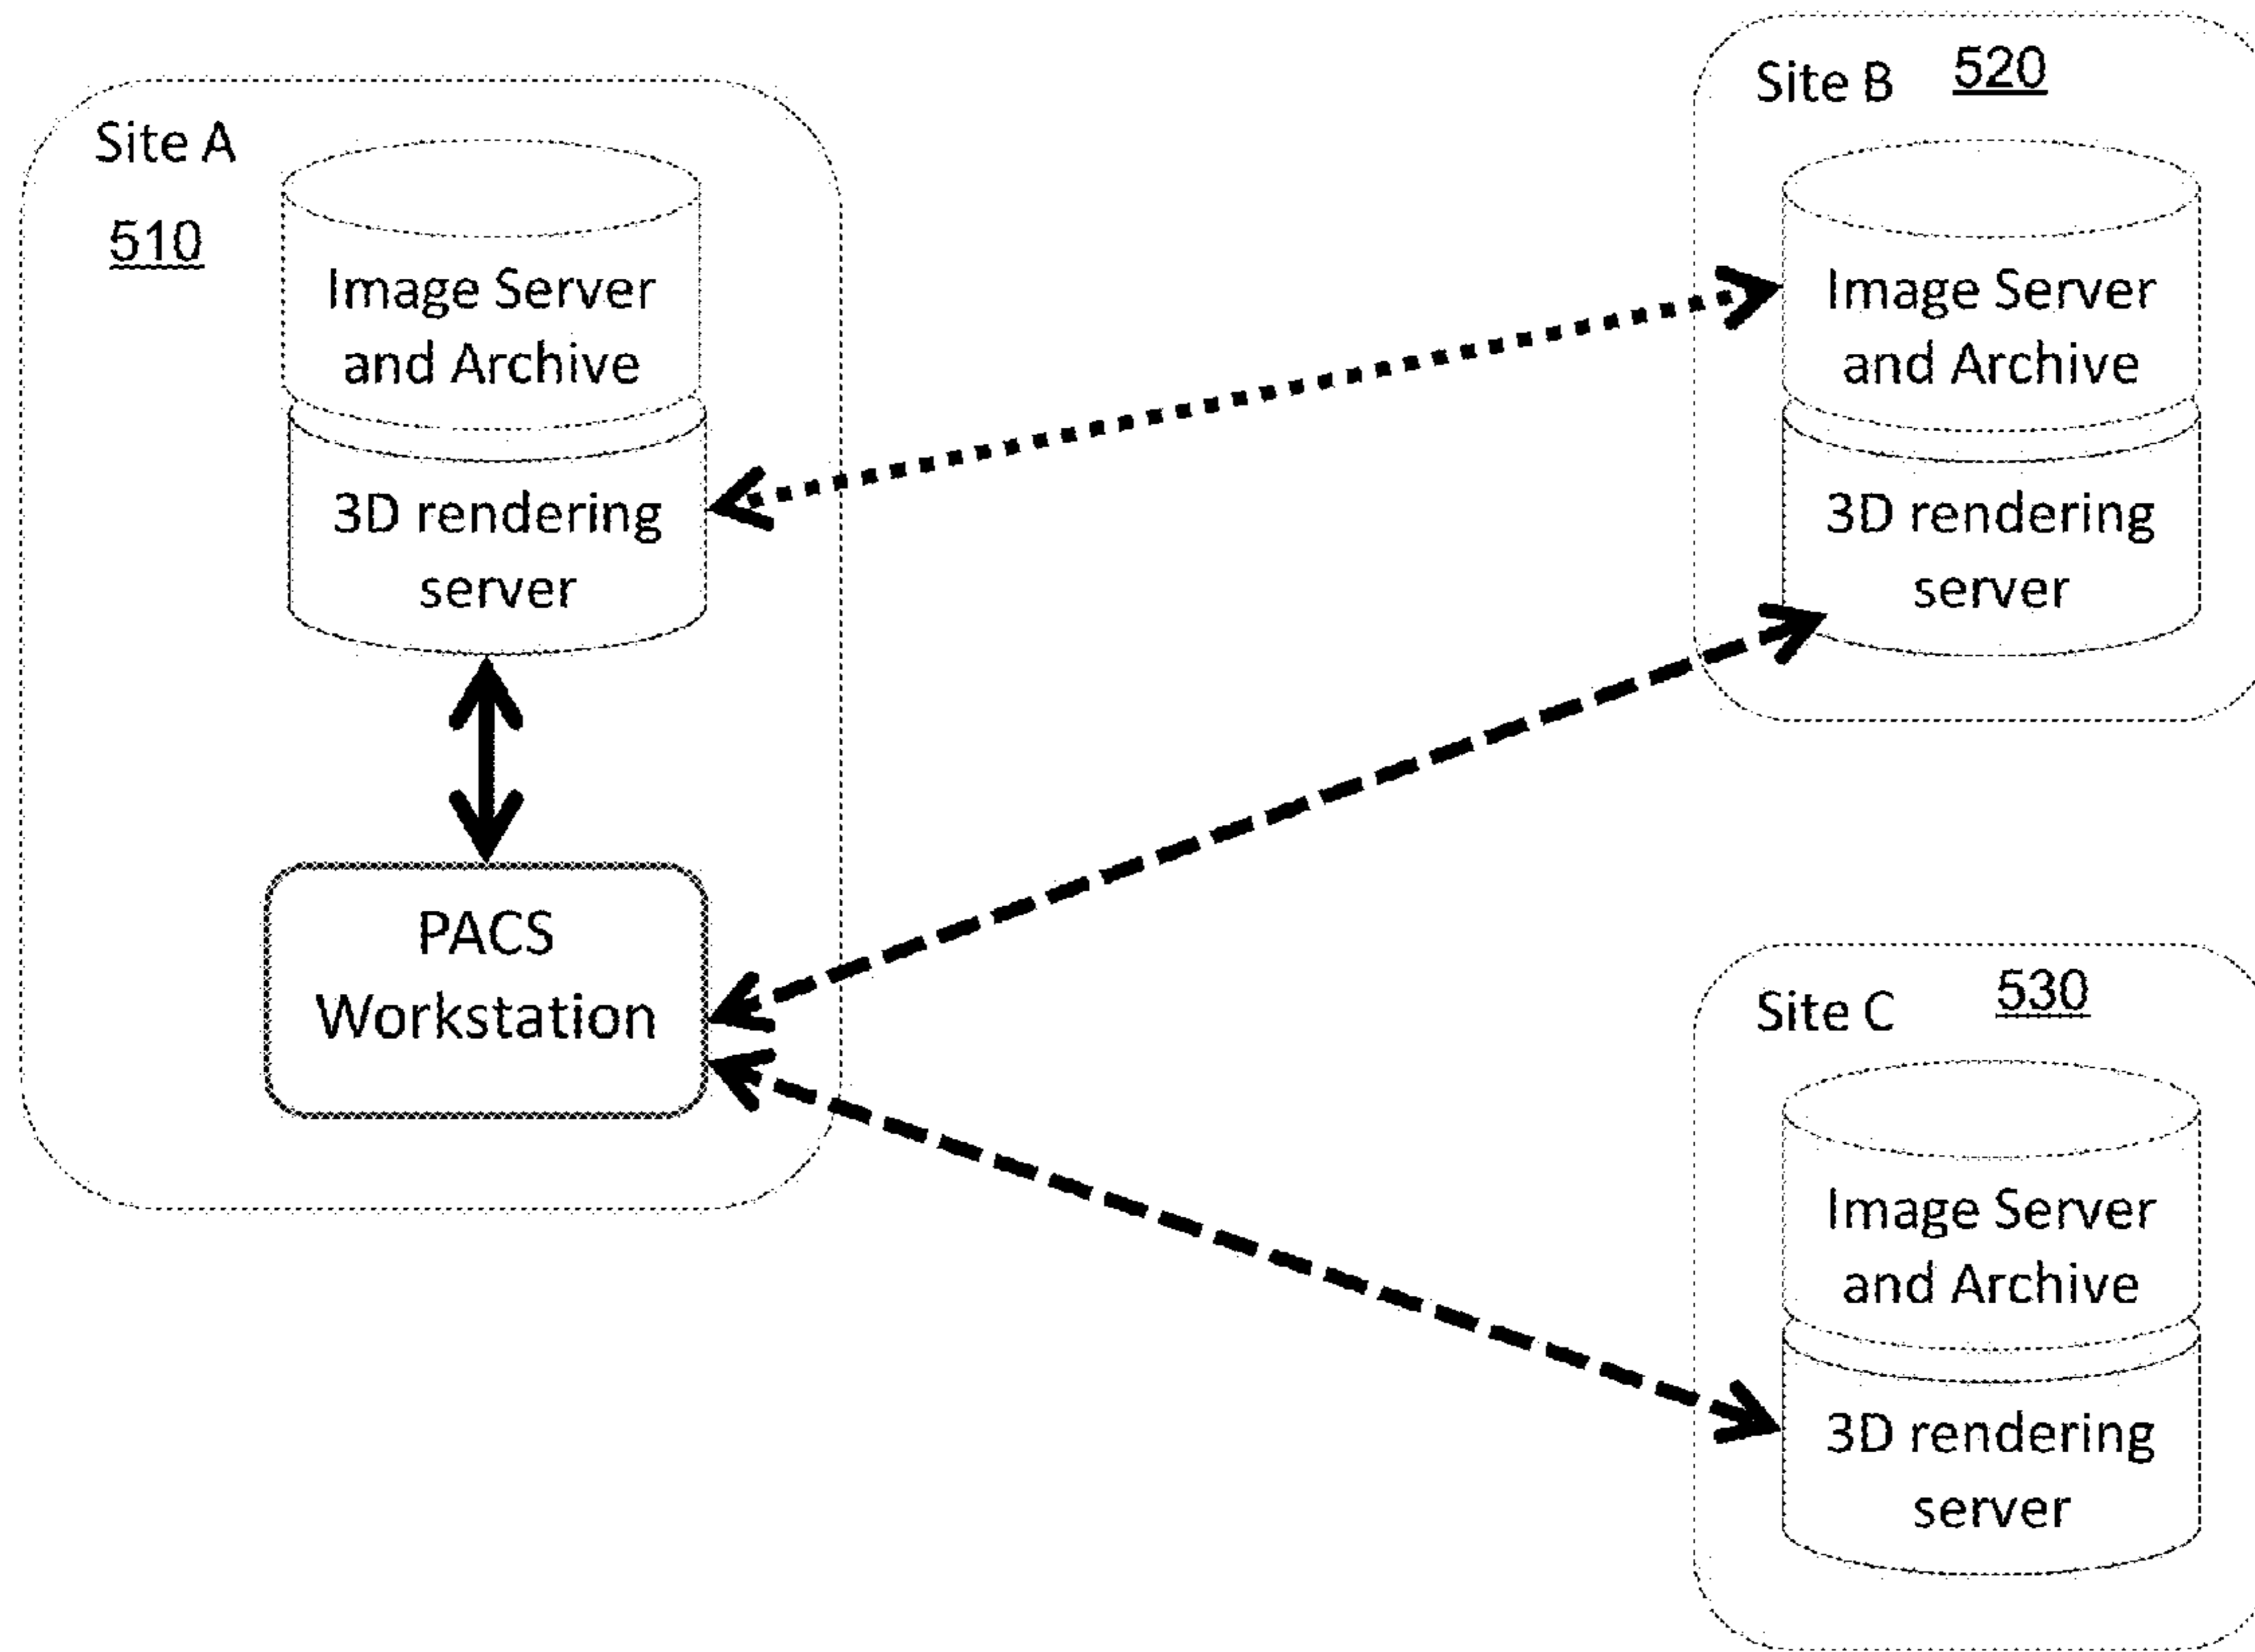 Site A
510
Image Server
and Archive
3D rendering
server
PACS
Workstation
Site B 520
Image Server
and Archive
3D rendering
server
Site C 530
Image Server
and Archive
3D rendering
server